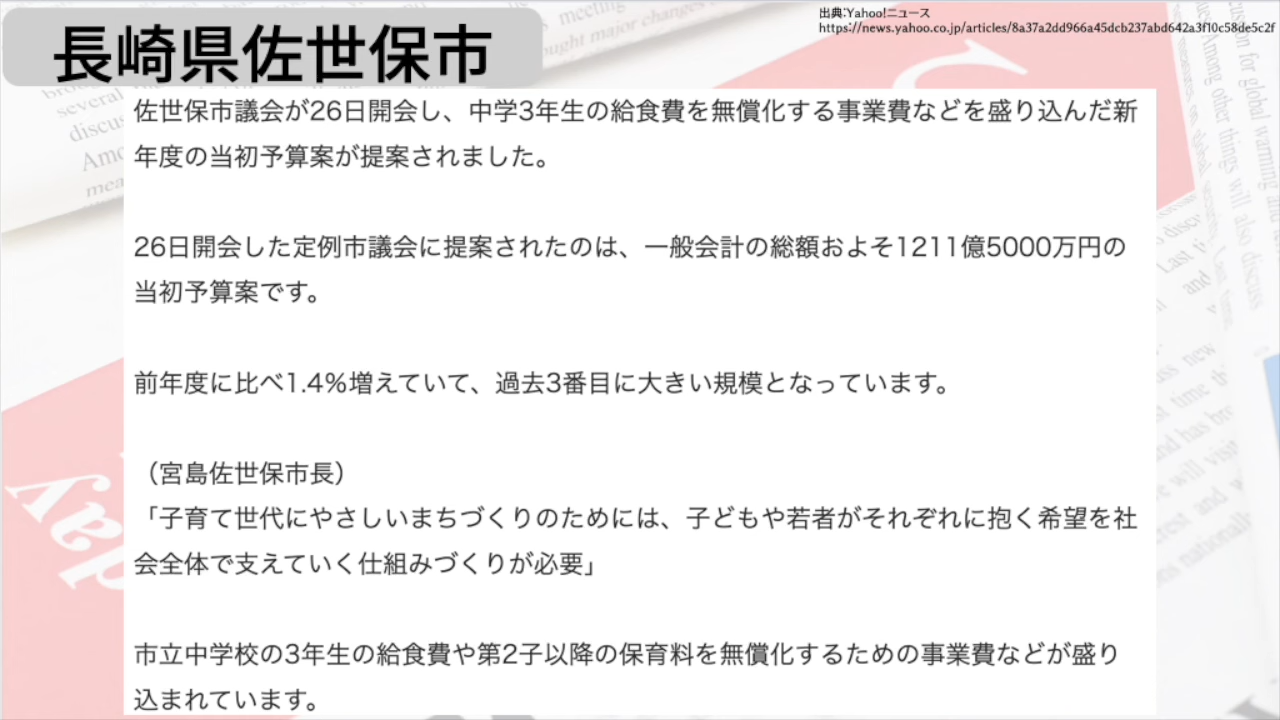 長崎県佐世保市
出典:Yahoo!ニュース
https://news.yahoo.co.jp/articles/8a37a2dd966a45dcb237abd642a3f10c58de5c2f
佐世保市議会が26日開会し、中学3年生の給食費を無償化する事業費などを盛り込んだ新
年度の当初予算案が提案されました。
26日開会した定例市議会に提案されたのは、一般会計の総額およそ1211億5000万円の
当初予算案です。
前年度に比べ1.4%増えていて、過去3番目に大きい規模となっています。
（宮島佐世保市長）
「子育て世代にやさしいまちづくりのためには、子どもや若者がそれぞれに抱く希望を社
会全体で支えていく仕組みづくりが必要」
市立中学校の3年生の給食費や第2子以降の保育料を無償化するための事業費などが盛り
込まれています。